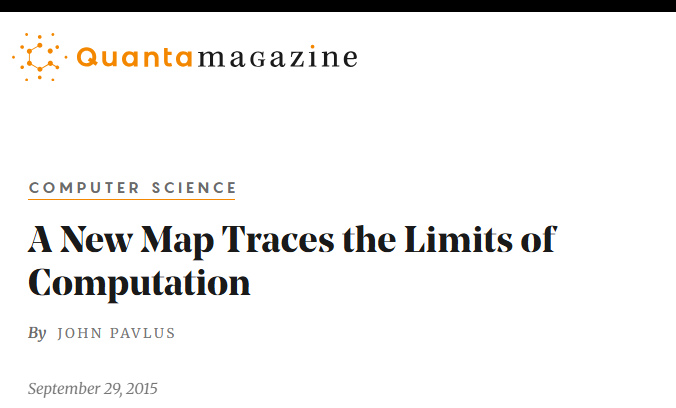 Quantamagazine
COMPUTER SCIENCE
A New Map Traces the Limits of
Computation
By JOHN PAVLUS
September 29, 2015